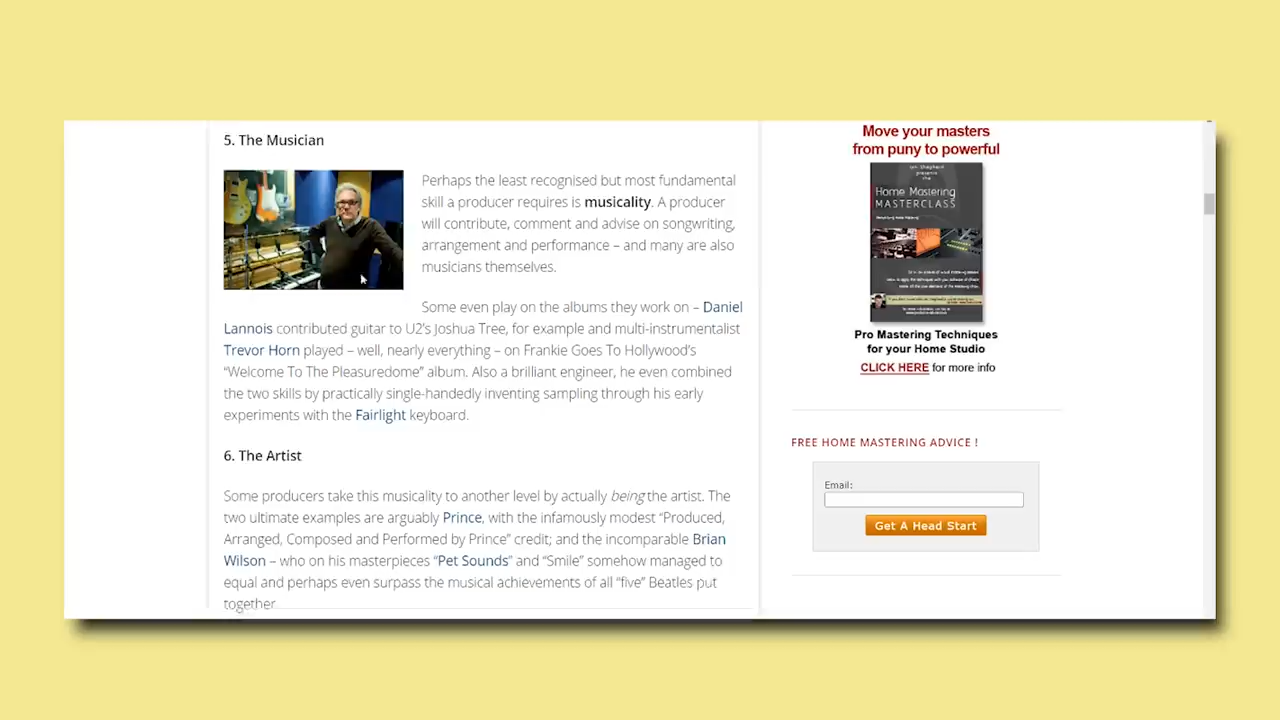 5. The Musician
Perhaps the least recognised but most fundamental
skill a producer requires is musicality. A producer
will contribute, comment and advise on songwriting,
arrangement and performance – and many are also
musicians themselves.
Some even play on the albums they work on – Daniel
Lannois contributed guitar to U2's Joshua Tree, for example and multi-instrumentalist
Trevor Horn played – well, nearly everything – on Frankie Goes To Hollywood's
"Welcome To The Pleasuredome" album. Also a brilliant engineer, he even combined
the two skills by practically single-handedly inventing sampling through his early
experiments with the Fairlight keyboard.
6. The Artist
Some producers take this musicality to another level by actually being the artist. The
two ultimate examples are arguably Prince, with the infamously modest "Produced,
Arranged, Composed and Performed by Prince" credit; and the incomparable Brian
Wilson – who on his masterpieces "Pet Sounds" and "Smile" somehow managed to
equal and perhaps even surpass the musical achievements of all "five" Beatles put
together
Move your masters
from puny to powerful
presents
the
Home Mastering
MASTERCLASS
Pro Mastering Techniques
for your Home Studio
CLICK HERE for more info
FREE HOME MASTERING ADVICE !
Email:
Get A Head Start